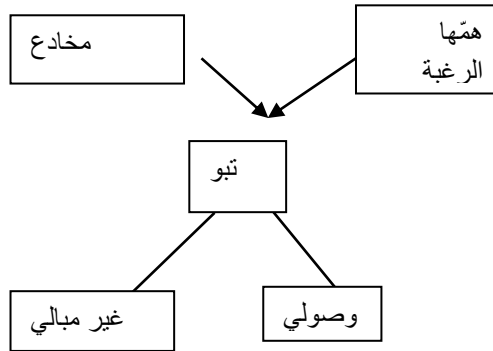 همّها
الرغبة
مخادع
تبو
وصولي
غير مبالي